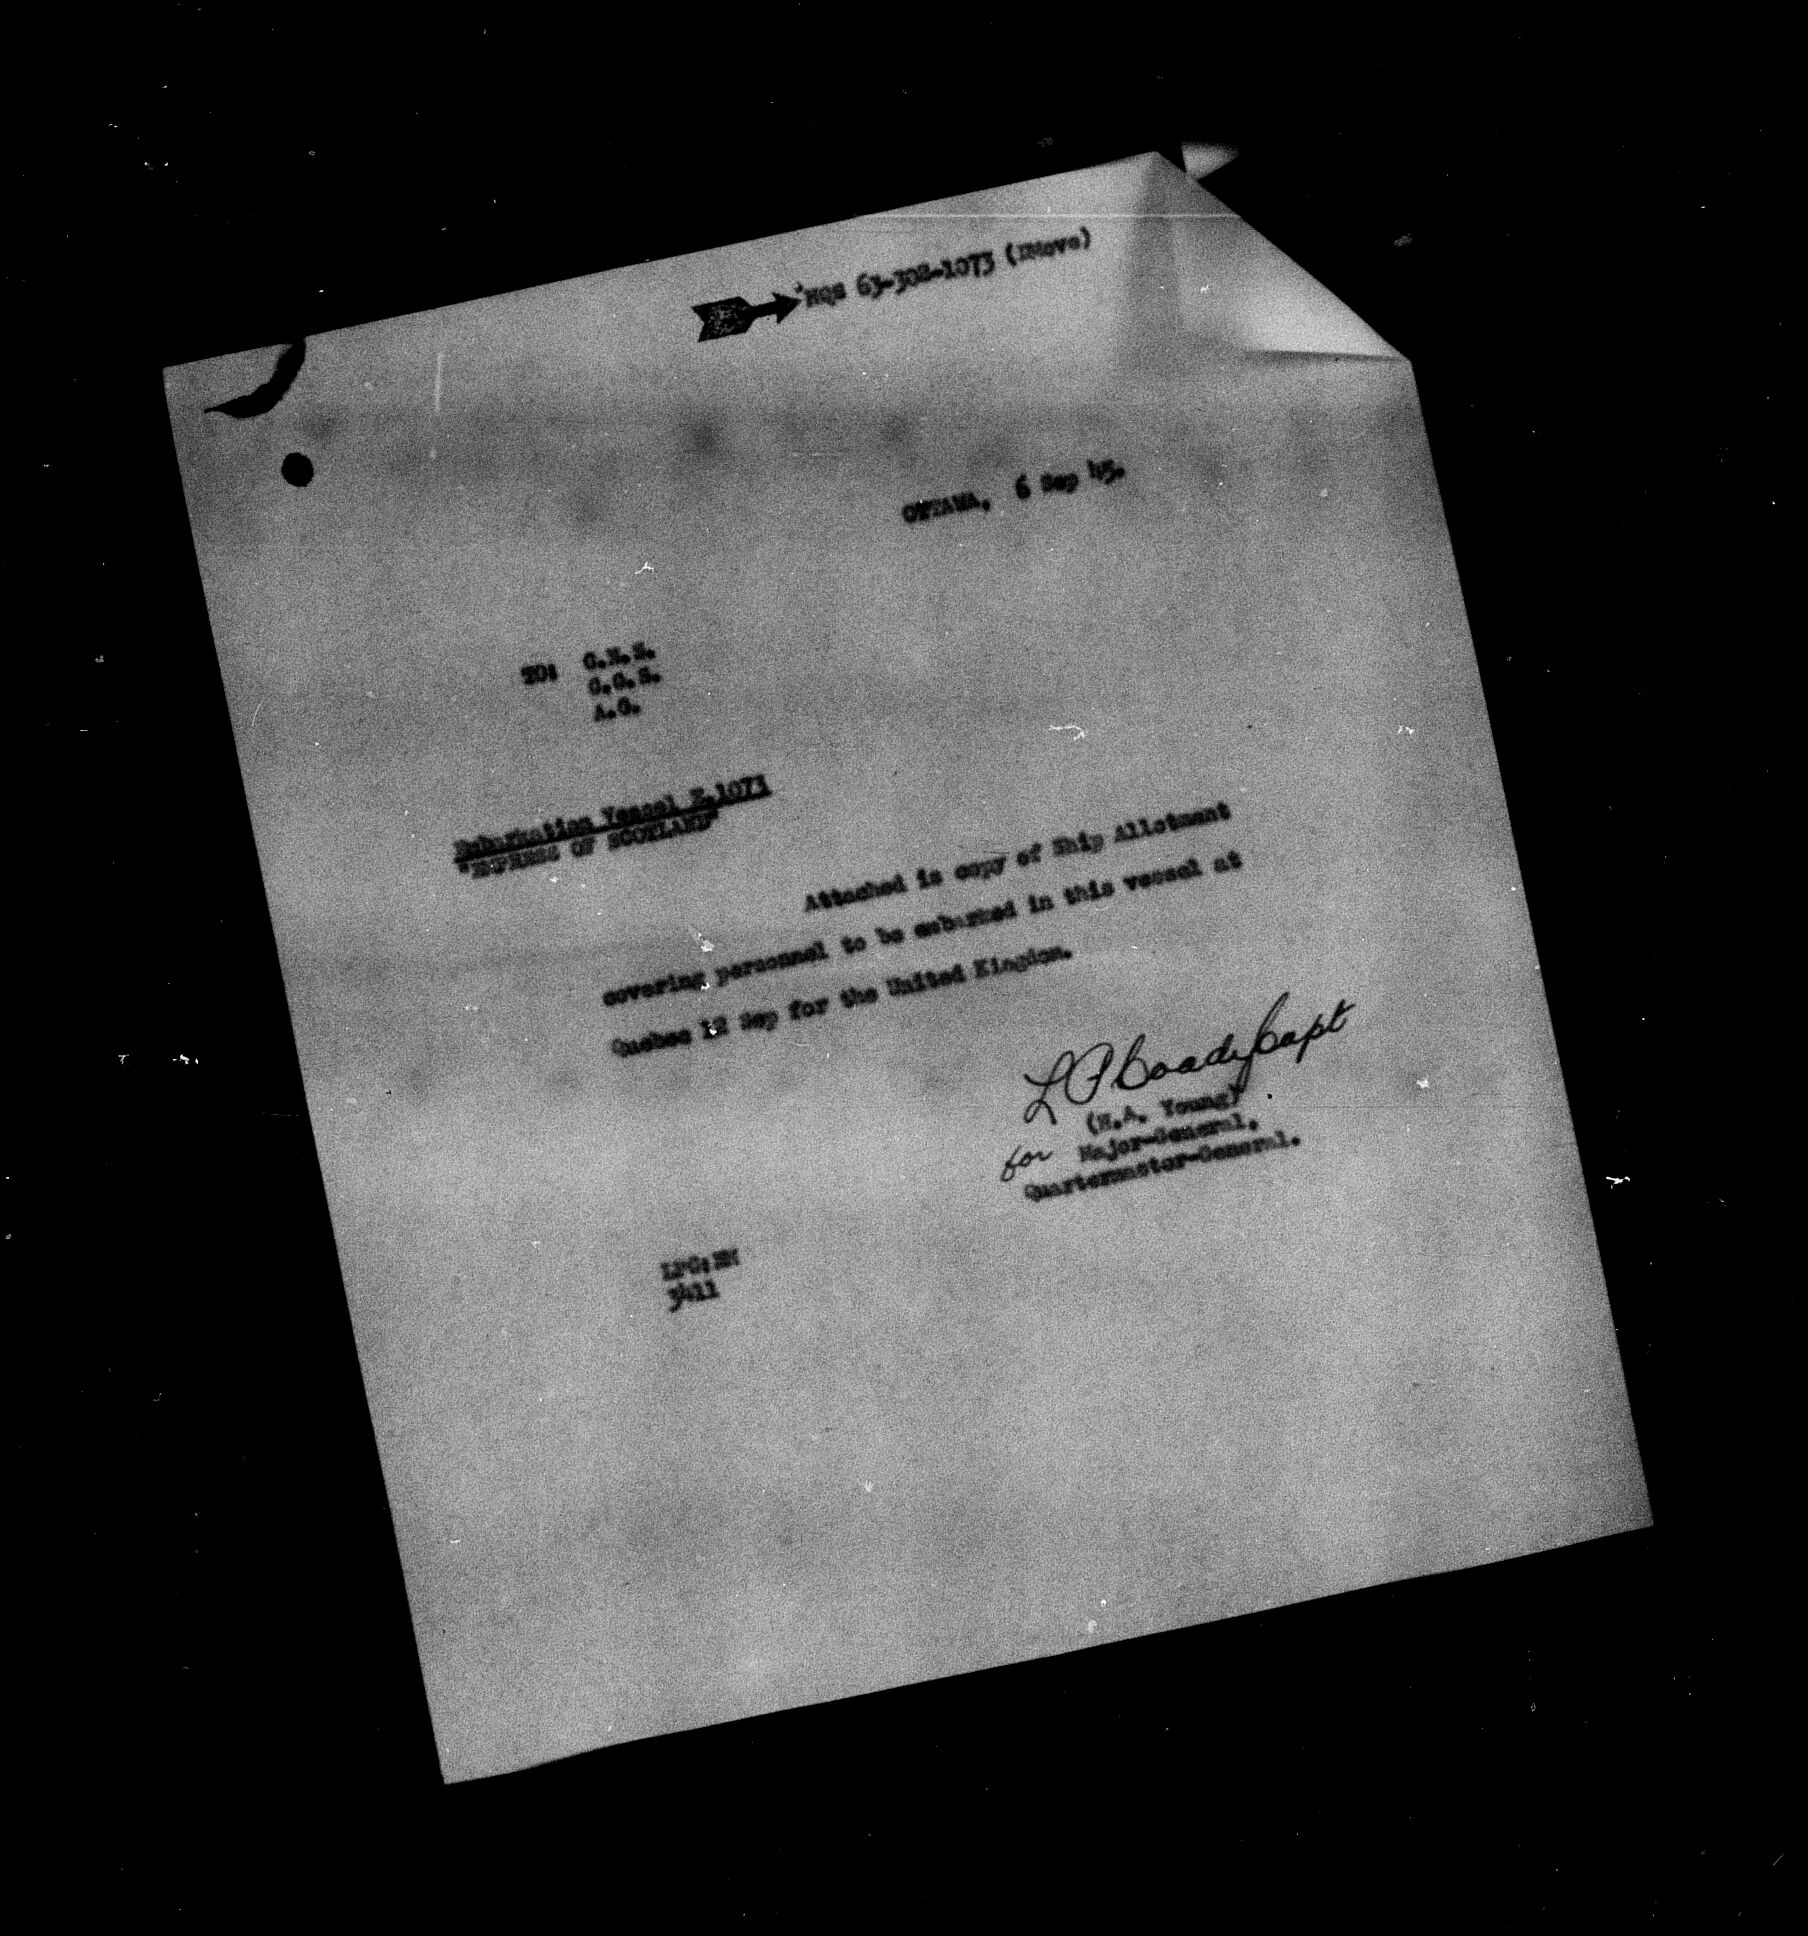 HQS 63-302-1073 (DMove)
OTTAWA, 6 Sep 45.
TO: C.N.S.
C.G.S.
A.G.
Embarkation Vessel E.1073
"EMPRESS OF SCOTLAND"
Attached is copy of Ship Allotment
covering personnel to be embarked in this vessel at
Quebec 12 Sep for the United Kingdom.
(H.A. Young)
for Major-General,
Quartermaster-General.
3411